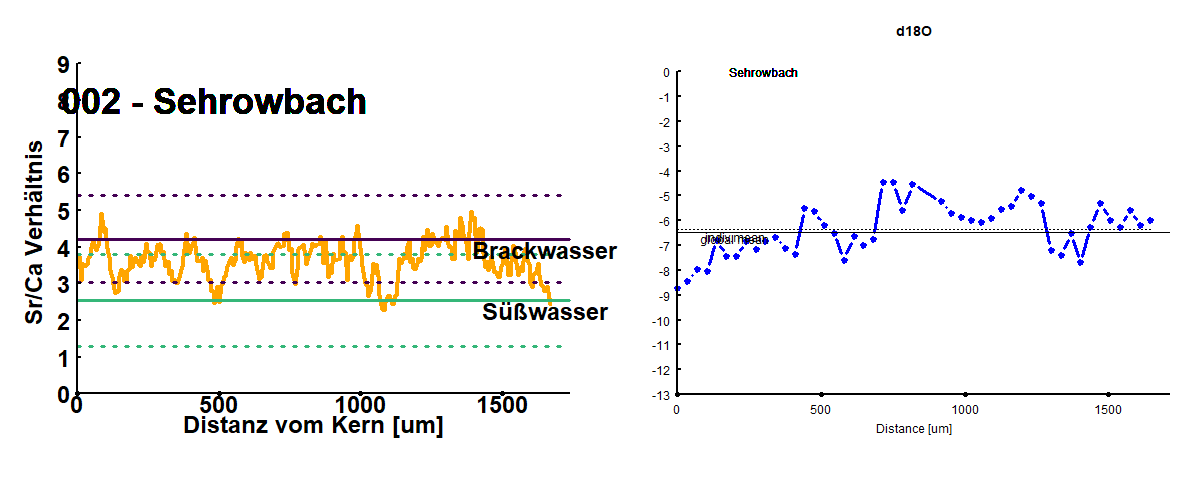 9
8
7
6
5
4
3
2
1
0
002 - Sehrowbach
Sr/Ca Verhältnis
Brackwasser
Süßwasser
0 500 1000 1500
Distanz vom Kern [um]
d18O
Sehrowbach
0
-1
-2
-3
-4
-5
-6
-7
-8
-9
-10
-11
-12
-13
0 500 1000 1500
Distance [um]